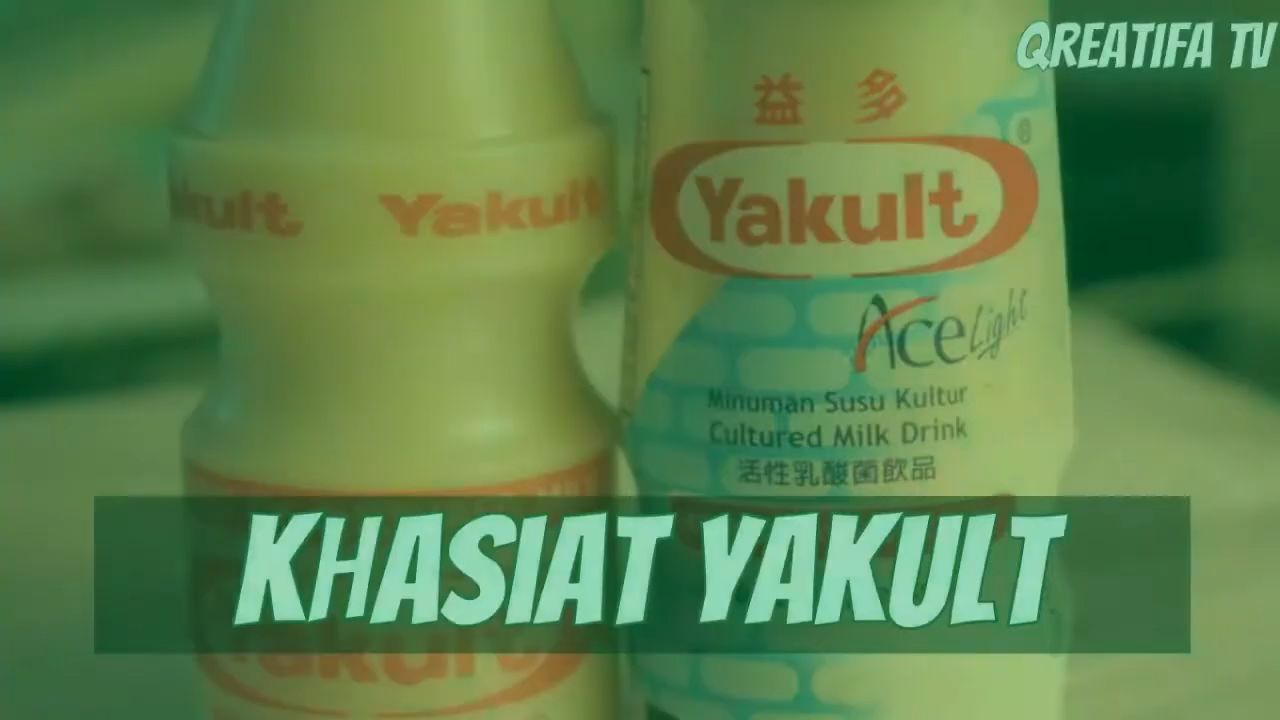 QREATIFA TV
益多
Yakult
Yakult
®
Ace Light
Minuman Susu Kultur
Cultured Milk Drink
活性乳酸菌飲品
KHASIAT YAKULT